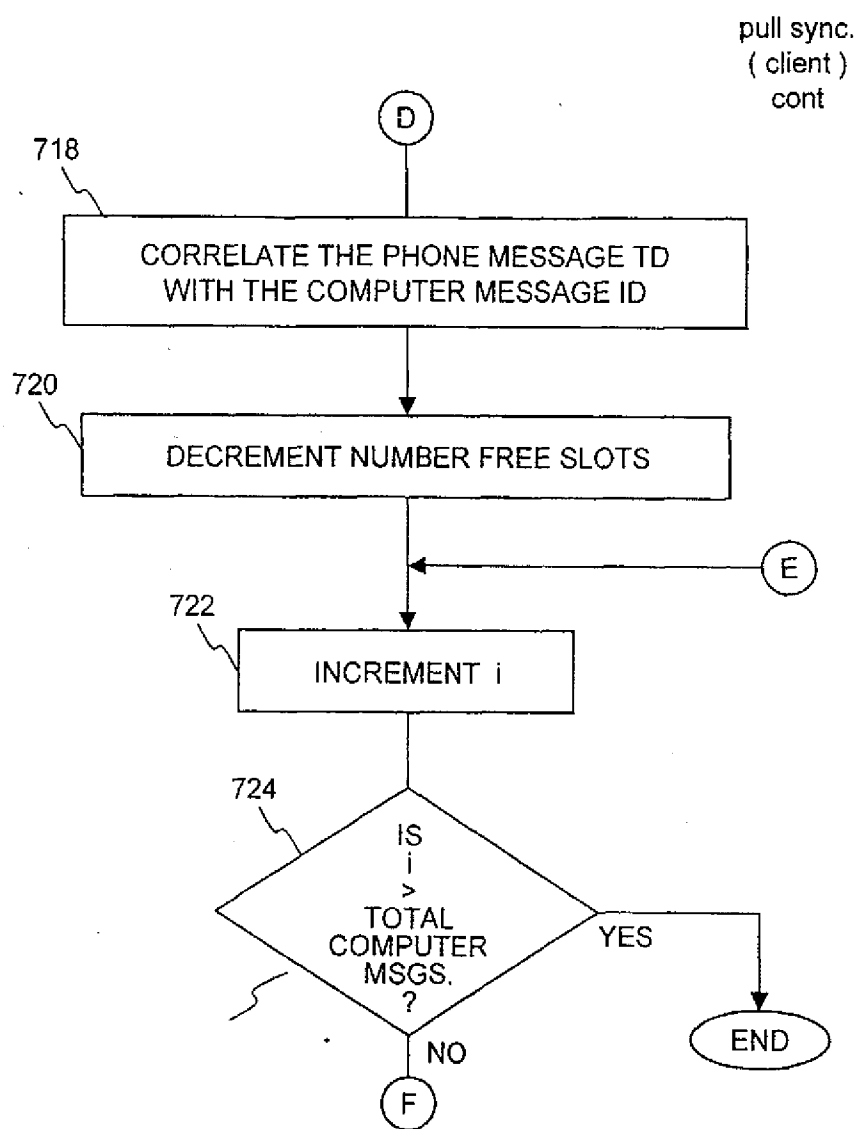 pull sync.
( client )
cont
D
718
CORRELATE THE PHONE MESSAGE TD
WITH THE COMPUTER MESSAGE ID
720
DECREMENT NUMBER FREE SLOTS
E
722
INCREMENT i
724
IS
i
>
TOTAL
COMPUTER
MSGS.
?
YES
NO
END
F